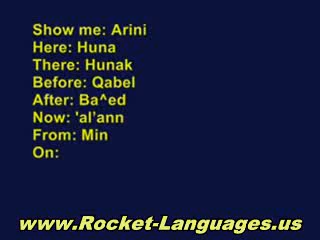 Show me: Arini
Here: Huna
There: Hunak
Before: Qabel
After: Ba^ed
Now: 'al'ann
From: Min
On:
www.Rocket-Languages.us